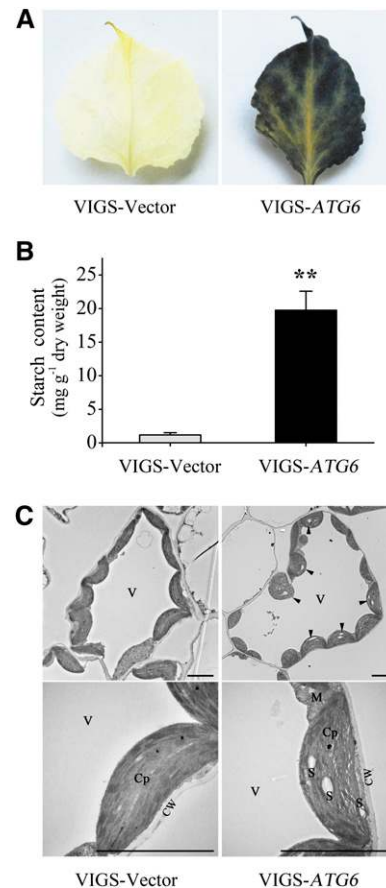 A
VIGS-Vector VIGS-ATG6
B
Starch content
(mg g-1 dry weight)
25
20
15
10
5
0
**
VIGS-Vector VIGS-ATG6
C
V
V
V
Cp
CW
V
M
Cp
S
S
S
CW
VIGS-Vector VIGS-ATG6